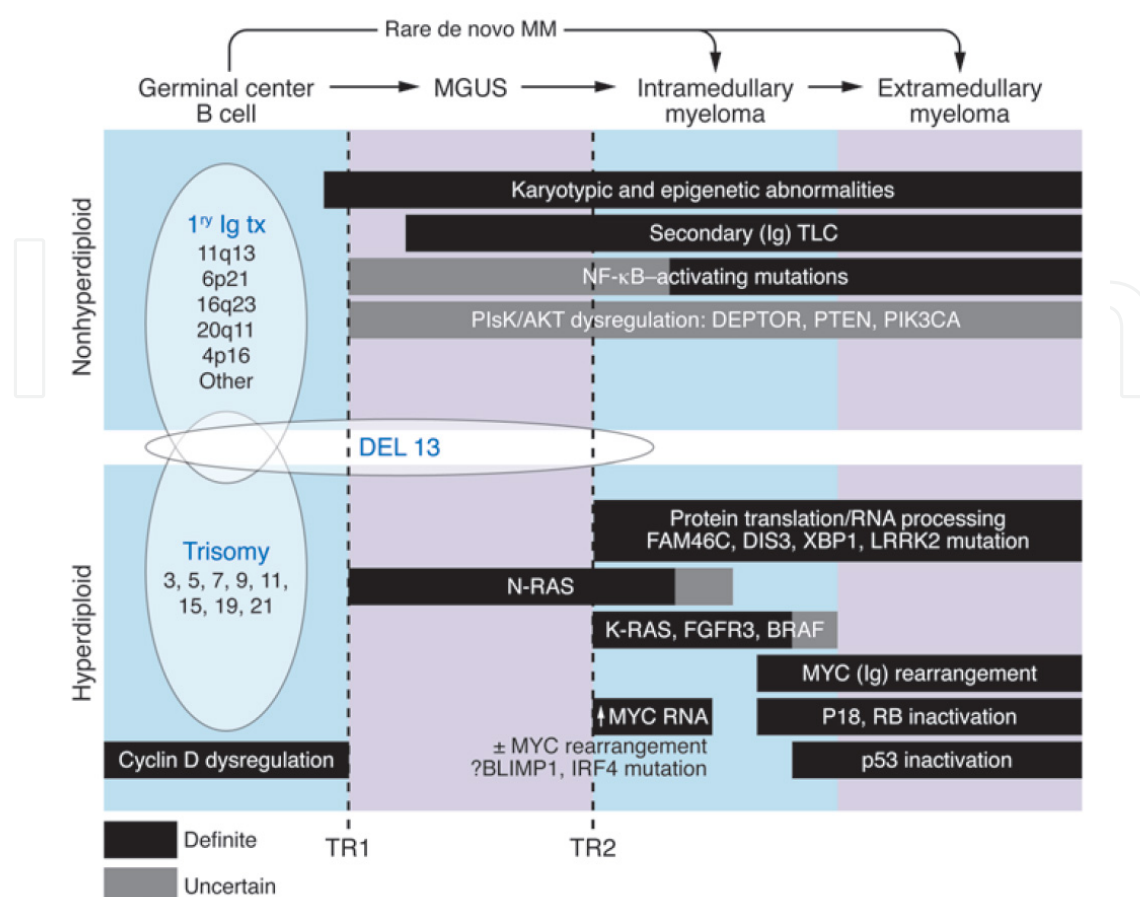 Rare de novo MM
Germinal center
B cell
MGUS
Intramedullary
myeloma
Extramedullary
myeloma
Nonhyperdiploid
1ry Ig tx
11q13
6p21
16q23
20q11
4p16
Other
Karyotypic and epigenetic abnormalities
Secondary (Ig) TLC
NF-κB–activating mutations
PIsK/AKT dysregulation: DEPTOR, PTEN, PIK3CA
DEL 13
Hyperdiploid
Trisomy
3, 5, 7, 9, 11,
15, 19, 21
Protein translation/RNA processing
FAM46C, DIS3, XBP1, LRRK2 mutation
N-RAS
K-RAS, FGFR3, BRAF
MYC (Ig) rearrangement
↑MYC RNA
P18, RB inactivation
± MYC rearrangement
?BLIMP1, IRF4 mutation
Cyclin D dysregulation
p53 inactivation
Definite
Uncertain
TR1
TR2